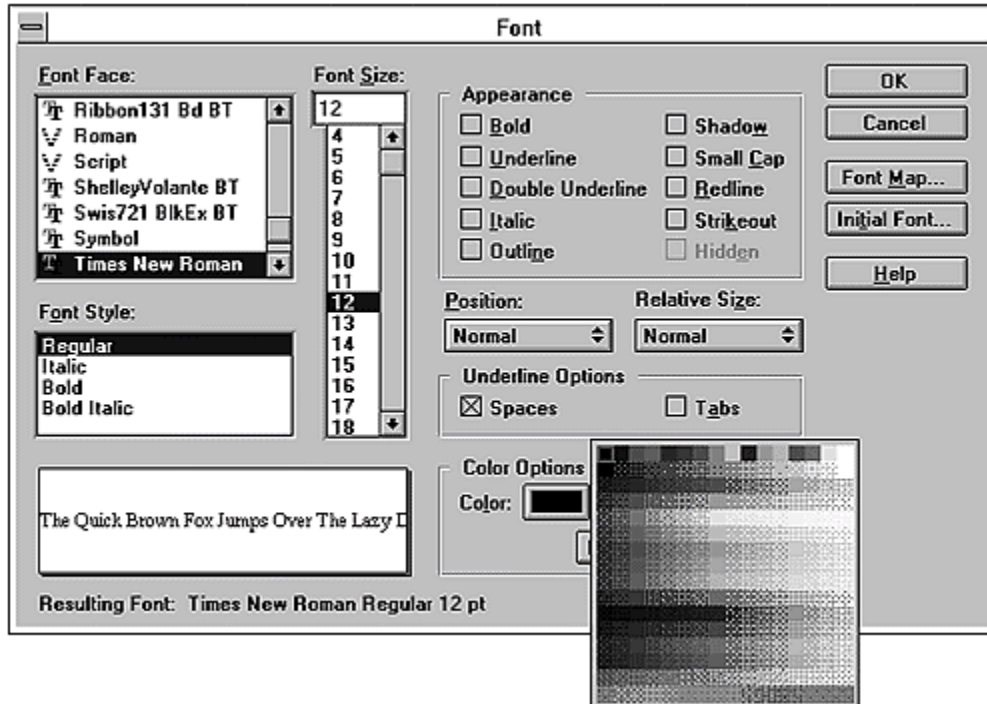 Font
Font Face:
Ribbon131 Bd BT
Roman
Script
ShelleyVolante BT
Swis721 BlkEx BT
Symbol
Times New Roman
Font Style:
Regular
Italic
Bold
Bold Italic
Font Size:
12
4
5
6
7
8
9
10
11
12
13
14
15
16
17
18
Appearance
Bold
Underline
Double Underline
Italic
Outline
Shadow
Small Cap
Redline
Strikeout
Hidden
Position:
Normal
Relative Size:
Normal
Underline Options
Spaces
Tabs
Color Options
Color:
OK
Cancel
Font Map...
Initial Font...
Help
The Quick Brown Fox Jumps Over The Lazy D
Resulting Font: Times New Roman Regular 12 pt